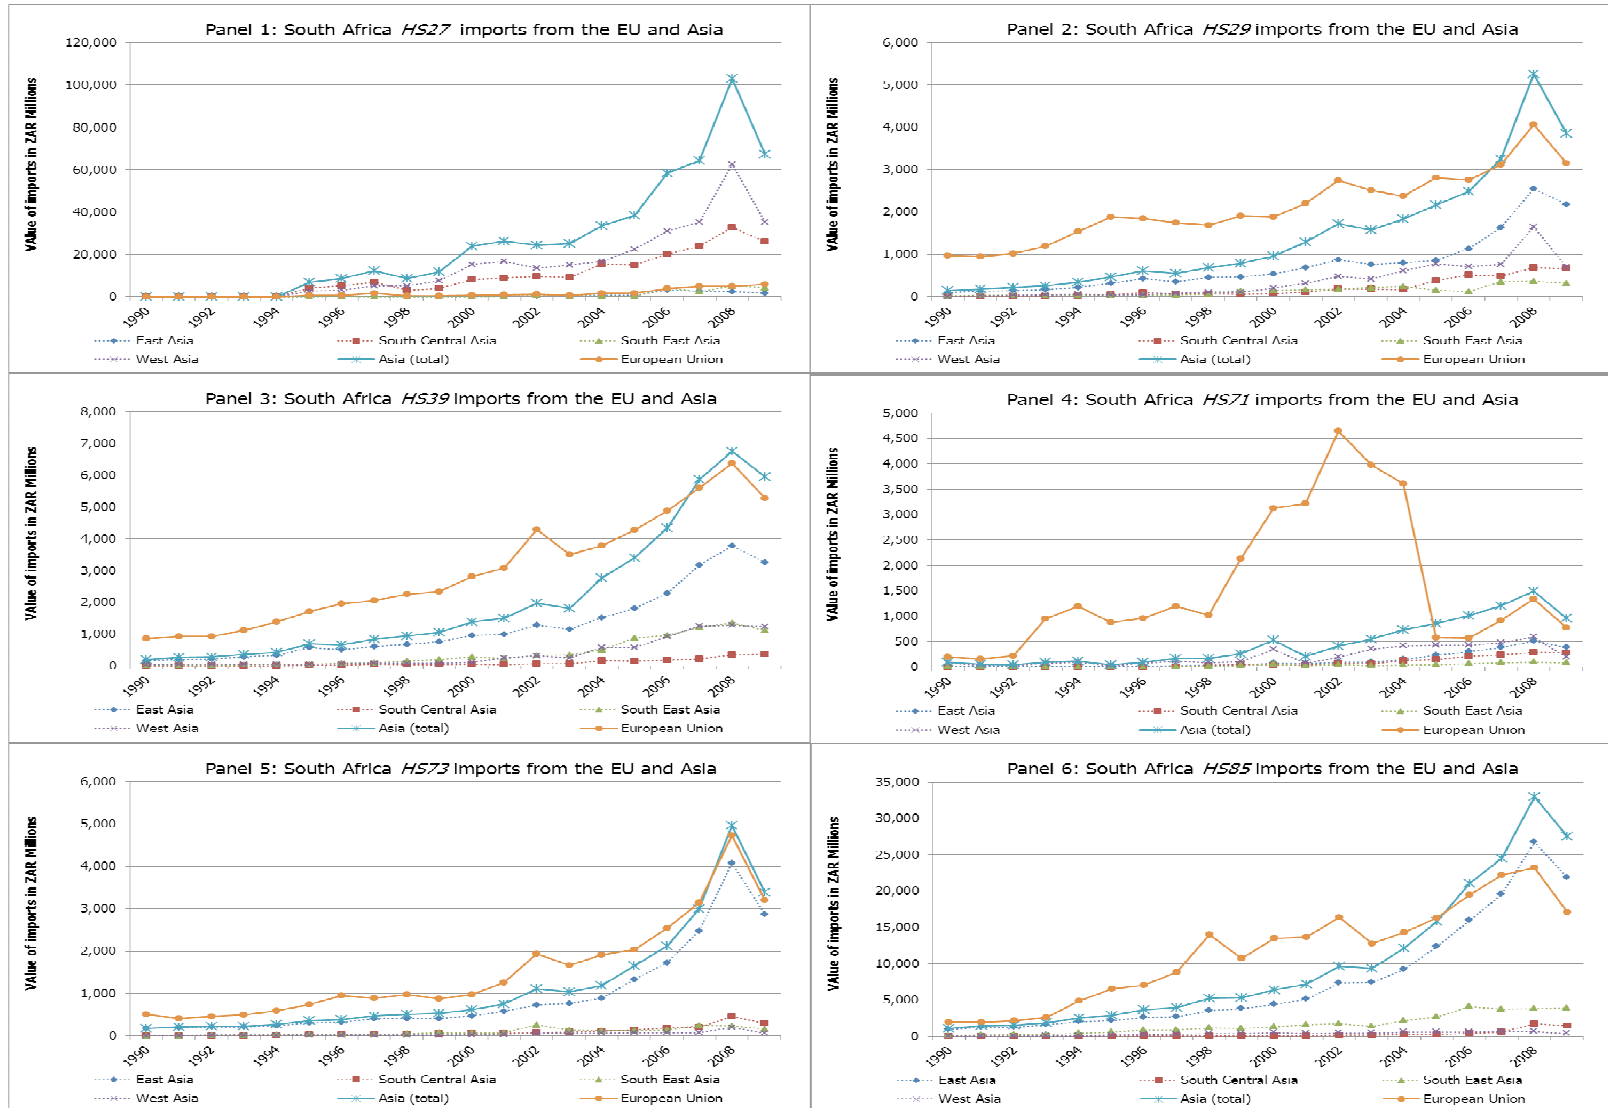 Panel 1: South Africa HS27 imports from the EU and Asia
VAlue of imports in ZAR Millions
120,000
100,000
80,000
60,000
40,000
20,000
0
1990 1992 1994 1996 1998 2000 2002 2004 2006 2008
East Asia South Central Asia South East Asia
West Asia Asia (total) European Union
Panel 2: South Africa HS29 imports from the EU and Asia
VAlue of imports in ZAR Millions
6,000
5,000
4,000
3,000
2,000
1,000
0
1990 1992 1994 1996 1998 2000 2002 2004 2006 2008
East Asia South Central Asia South East Asia
West Asia Asia (total) European Union
Panel 3: South Africa HS39 imports from the EU and Asia
VAlue of imports in ZAR Millions
8,000
7,000
6,000
5,000
4,000
3,000
2,000
1,000
0
1990 1992 1994 1996 1998 2000 2002 2004 2006 2008
East Asia South Central Asia South East Asia
West Asia Asia (total) European Union
Panel 4: South Africa HS71 imports from the EU and Asia
VAlue of imports in ZAR Millions
5,000
4,500
4,000
3,500
3,000
2,500
2,000
1,500
1,000
500
0
1990 1992 1994 1996 1998 2000 2002 2004 2006 2008
East Asia South Central Asia South East Asia
West Asia Asia (total) European Union
Panel 5: South Africa HS73 imports from the EU and Asia
VAlue of imports in ZAR Millions
6,000
5,000
4,000
3,000
2,000
1,000
0
1990 1992 1994 1996 1998 2000 2002 2004 2006 2008
East Asia South Central Asia South East Asia
West Asia Asia (total) European Union
Panel 6: South Africa HS85 imports from the EU and Asia
VAlue of imports in ZAR Millions
35,000
30,000
25,000
20,000
15,000
10,000
5,000
0
1990 1992 1994 1996 1998 2000 2002 2004 2006 2008
East Asia South Central Asia South East Asia
West Asia Asia (total) European Union